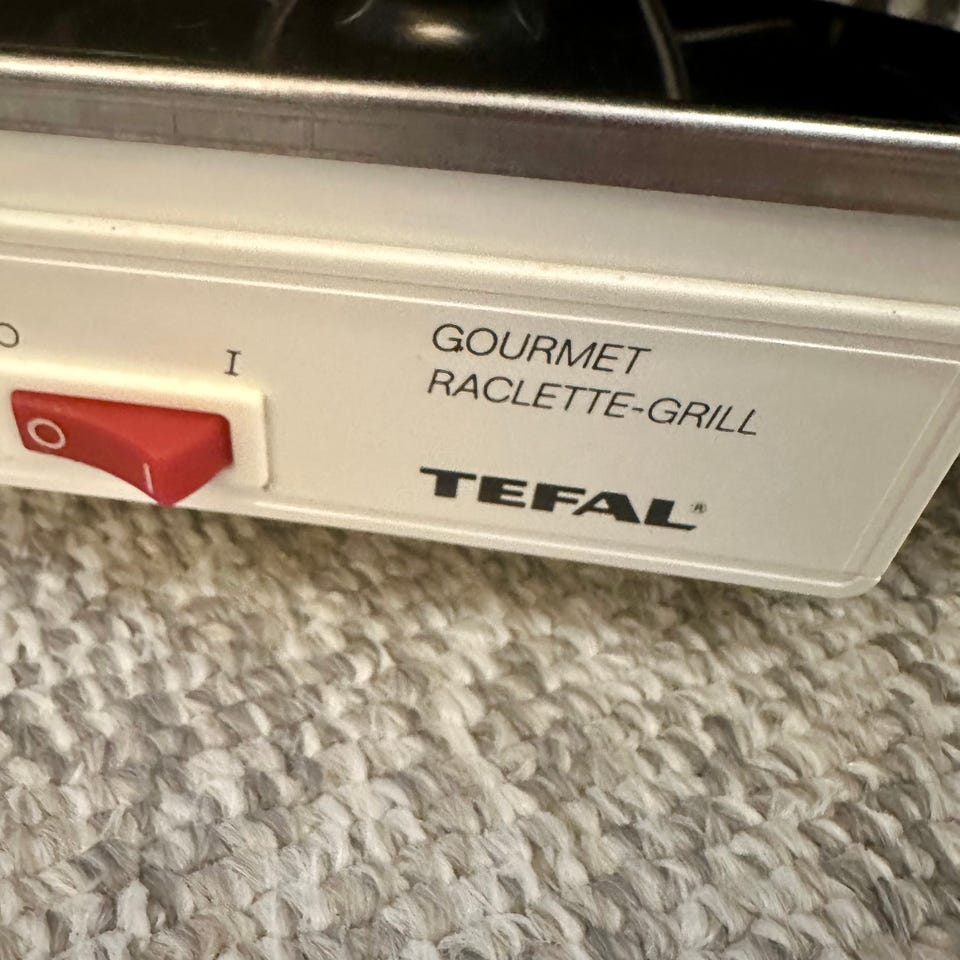 O I
GOURMET
RACLETTE-GRILL
TEFAL®
O I